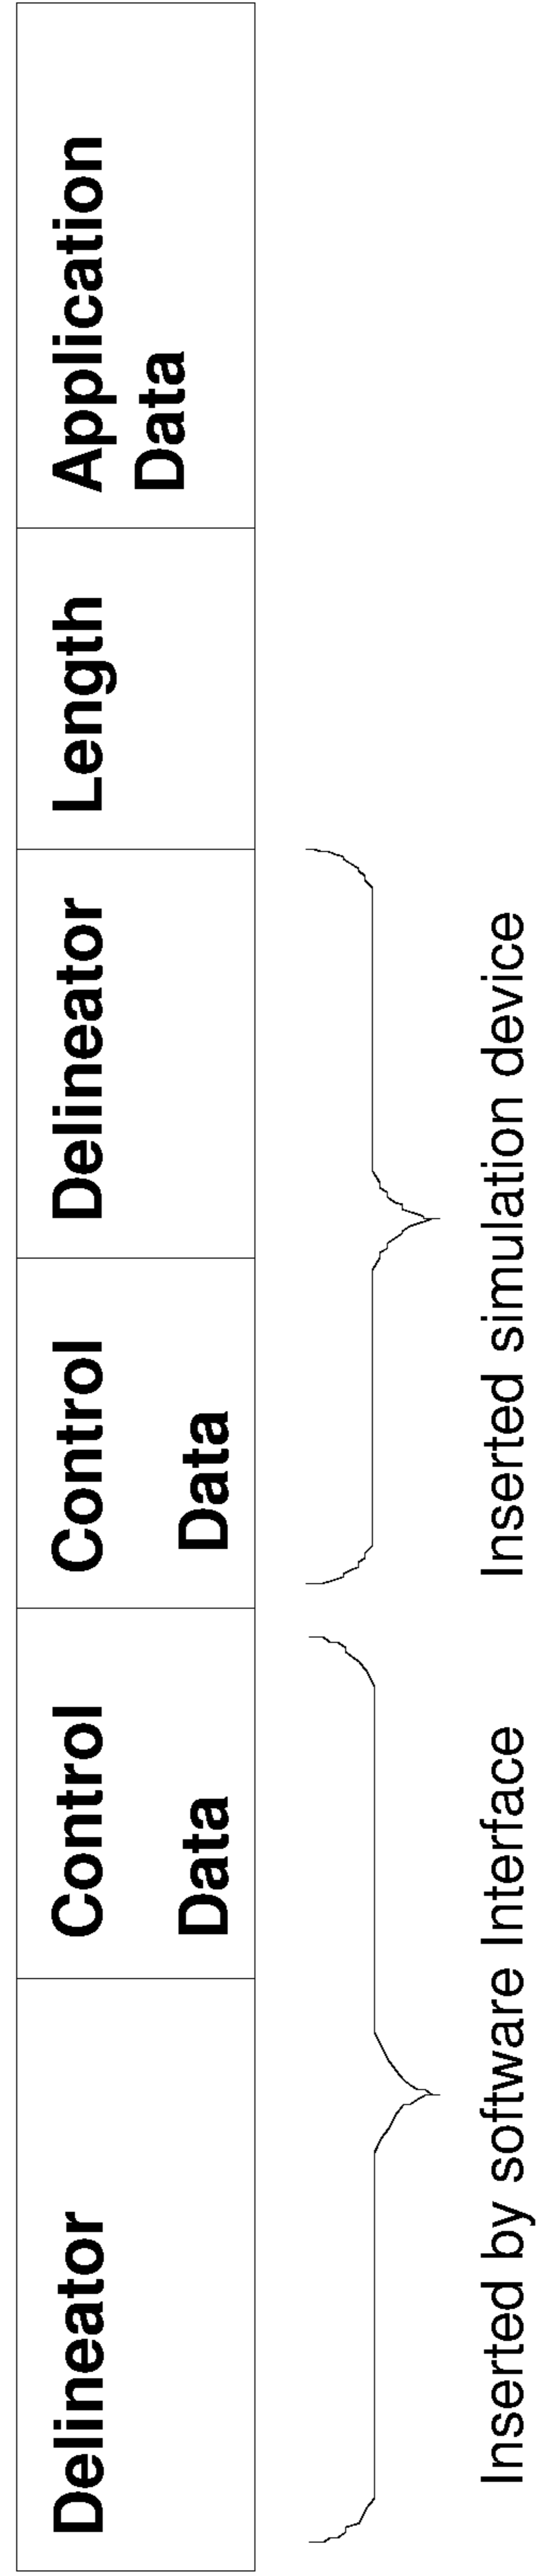 Delineator
Control
Data
Control
Data
Delineator
Length
Application
Data
Inserted by software Interface
Inserted simulation device